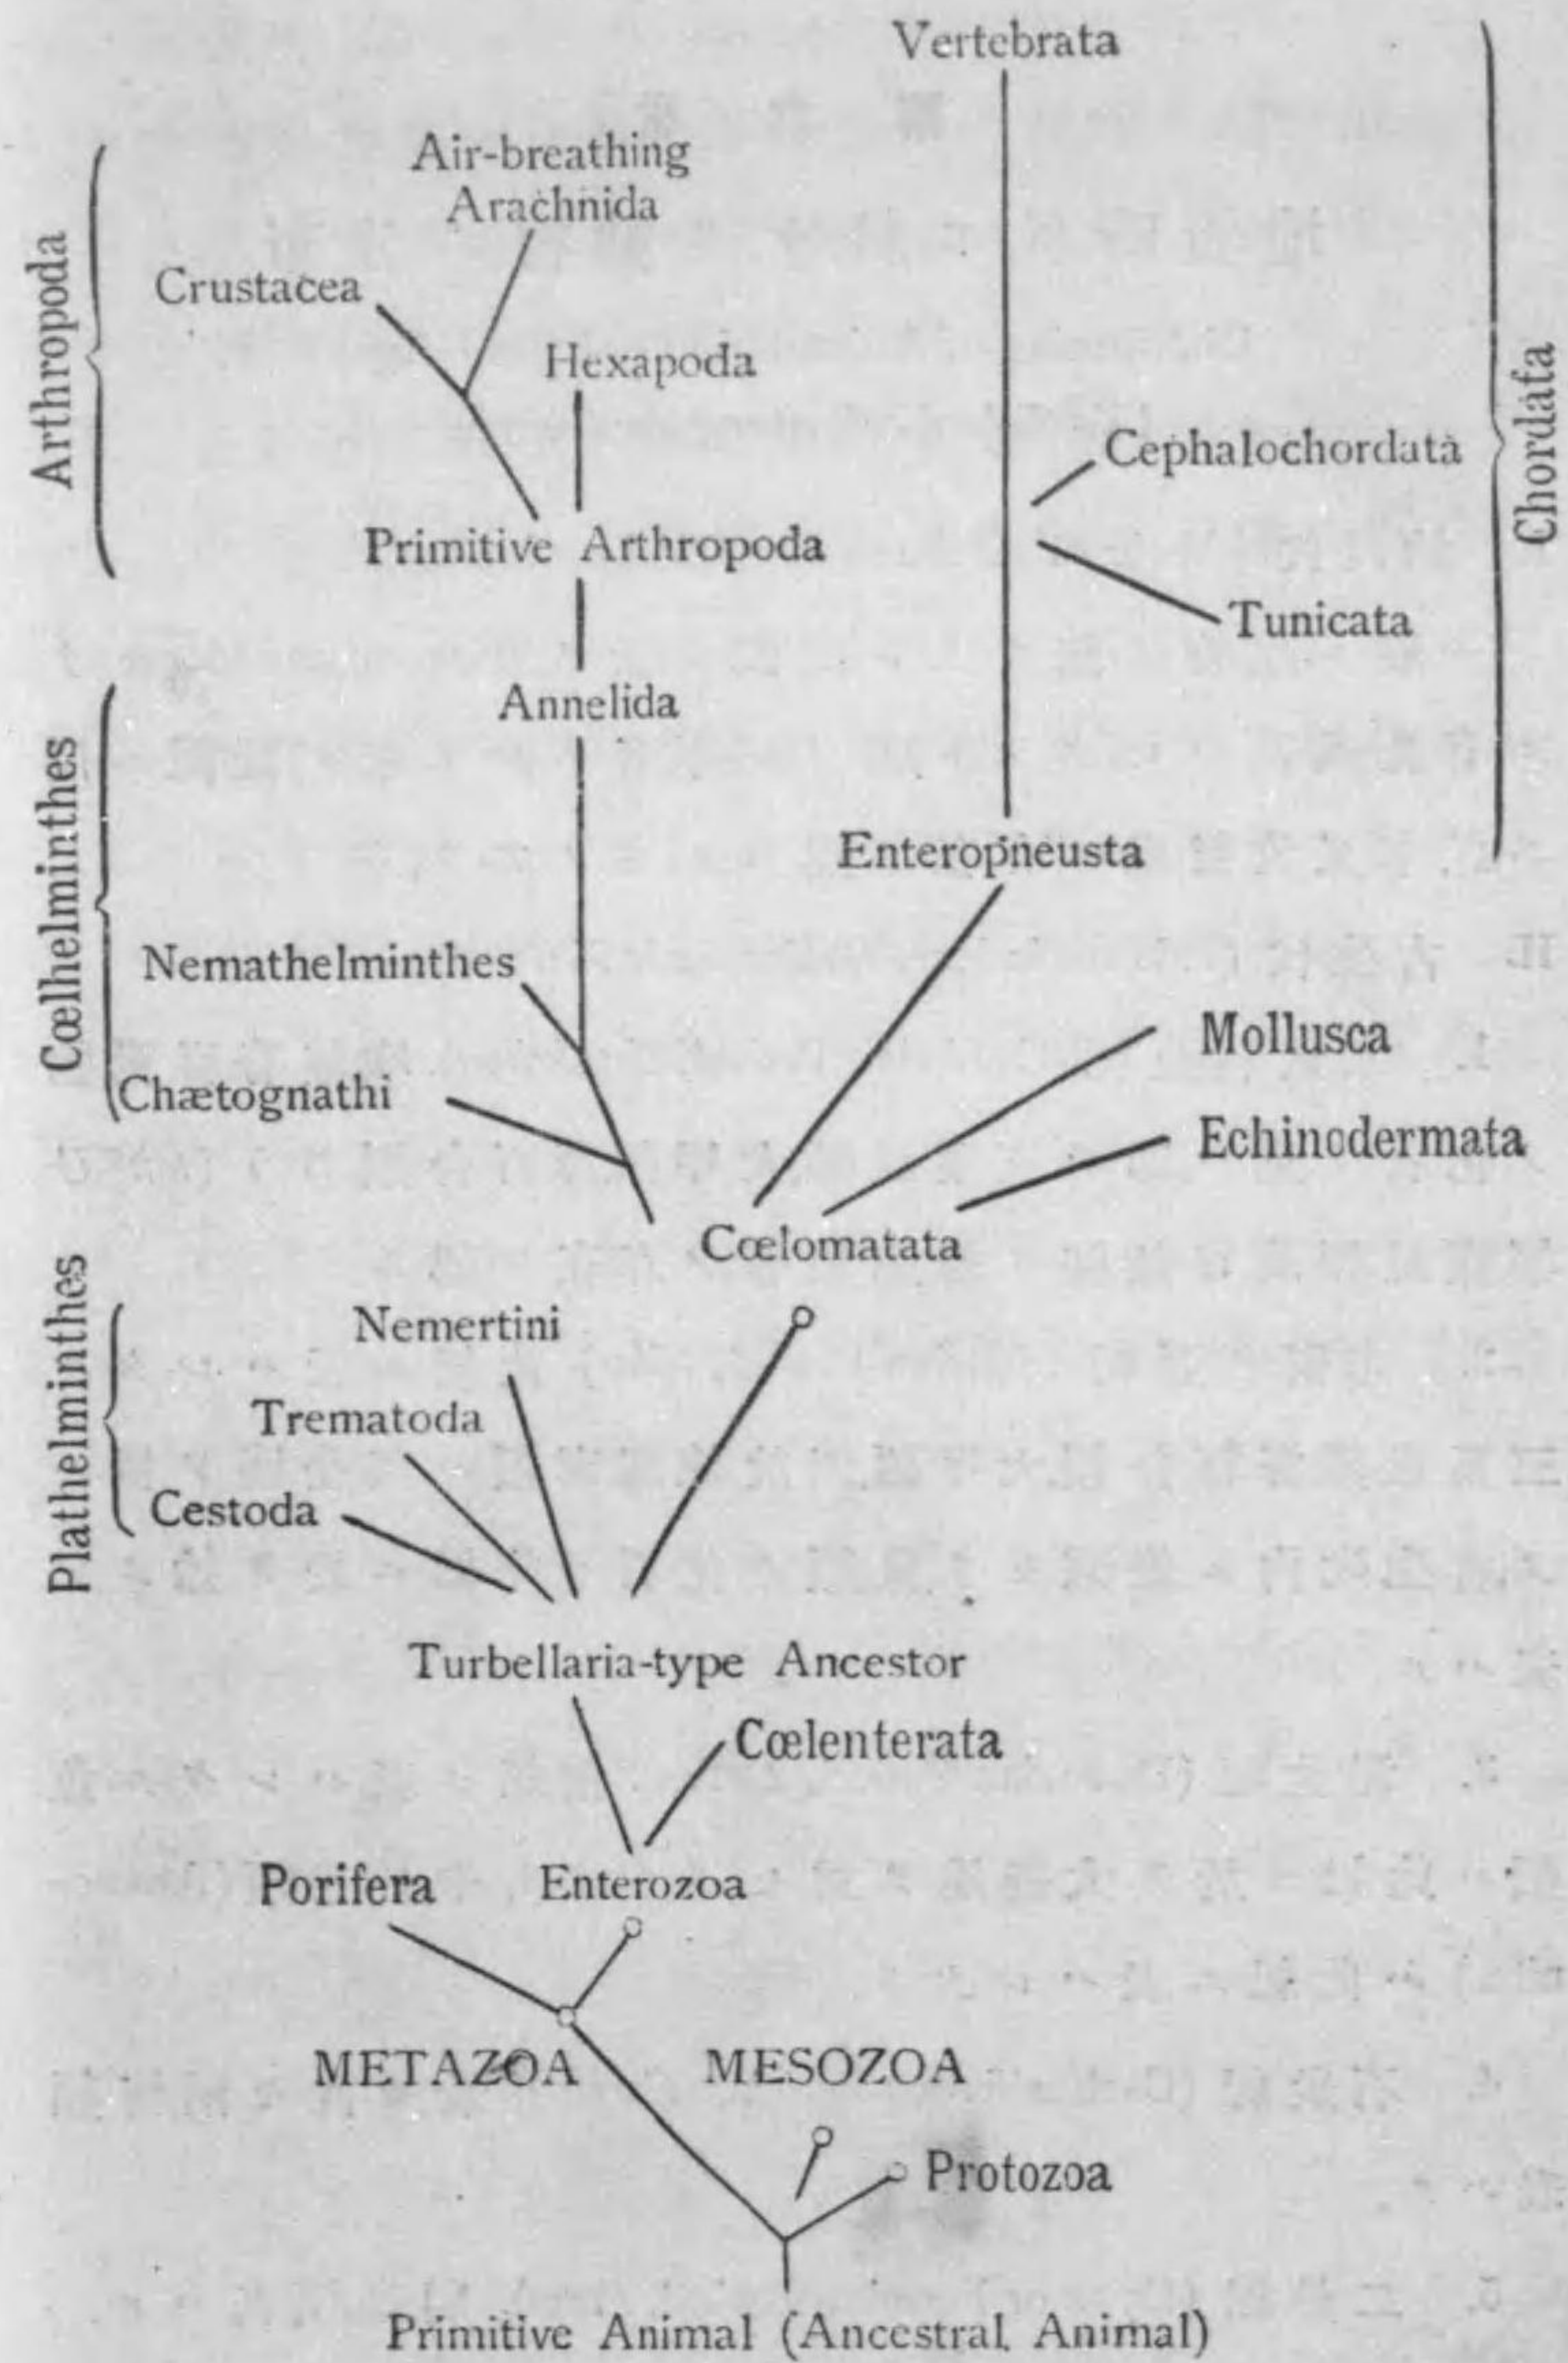 Vertebrata
Air-breathing
Arachnida
Crustacea
Hexapoda
Arthropoda
Cephalochordata
Chordata
Primitive Arthropoda
Tunicata
Annelida
Cœlhelminthes
Enteropneusta
Nemathelminthes
Mollusca
Chætognathi
Echinodermata
Cœlomatata
Plathelminthes
Nemertini
Trematoda
Cestoda
Turbellaria-type Ancestor
Cœlenterata
Porifera
Enterozoa
METAZOA
MESOZOA
Protozoa
Primitive Animal (Ancestral. Animal)